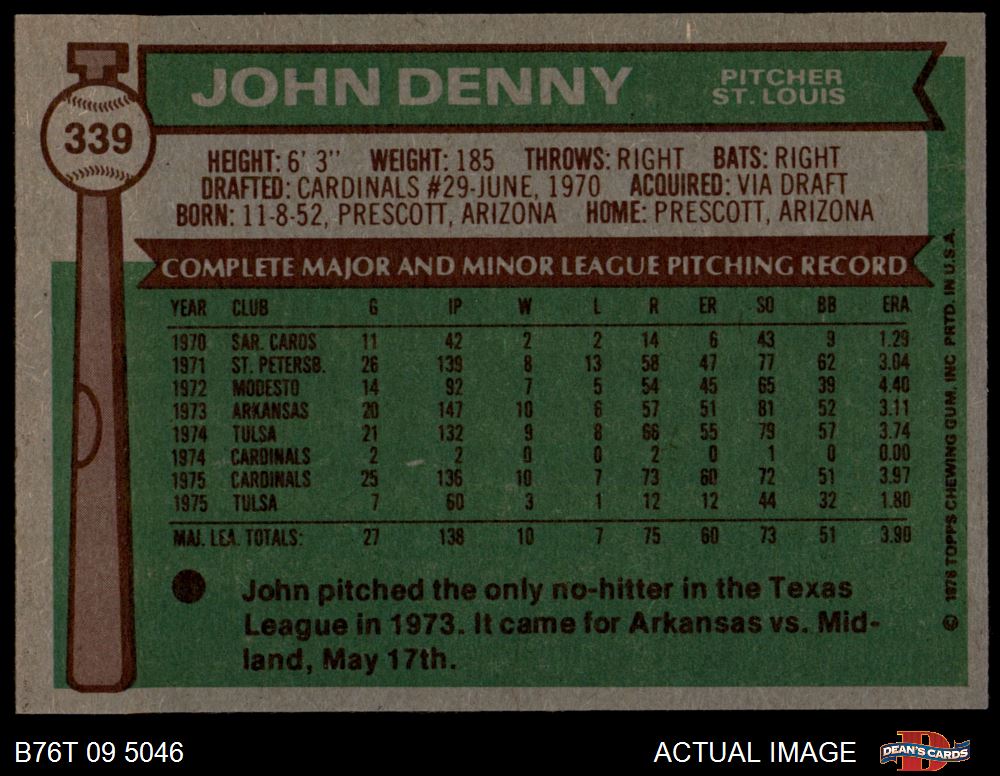 JOHN DENNY
PITCHER
ST. LOUIS
339
HEIGHT: 6' 3" WEIGHT: 185 THROWS: RIGHT BATS: RIGHT
DRAFTED: CARDINALS #29-JUNE, 1970 ACQUIRED: VIA DRAFT
BORN: 11-8-52, PRESCOTT, ARIZONA HOME: PRESCOTT, ARIZONA
COMPLETE MAJOR AND MINOR LEAGUE PITCHING RECORD
YEAR CLUB G IP W L R ER SO BB ERA
1970 SAR. CARDS 11 42 2 2 14 6 43 9 1.29
1971 ST. PETERSB. 26 139 8 13 58 47 77 62 3.04
1972 MODESTO 14 92 7 5 54 45 65 39 4.40
1973 ARKANSAS 20 147 10 6 57 51 81 52 3.11
1974 TULSA 21 132 9 8 66 55 79 57 3.74
1974 CARDINALS 2 2 0 0 2 0 1 0 0.00
1975 CARDINALS 25 136 10 7 73 60 72 51 3.97
1975 TULSA 7 60 3 1 12 12 44 32 1.80
MAJ. LEA. TOTALS: 27 138 10 7 75 60 73 51 3.90
John pitched the only no-hitter in the Texas
League in 1973. It came for Arkansas vs. Mid-
land, May 17th.
© 1976 TOPPS CHEWING GUM, INC PRTD. IN U.S.A.
B76T 09 5046
ACTUAL IMAGE
D
DEAN'S CARDS